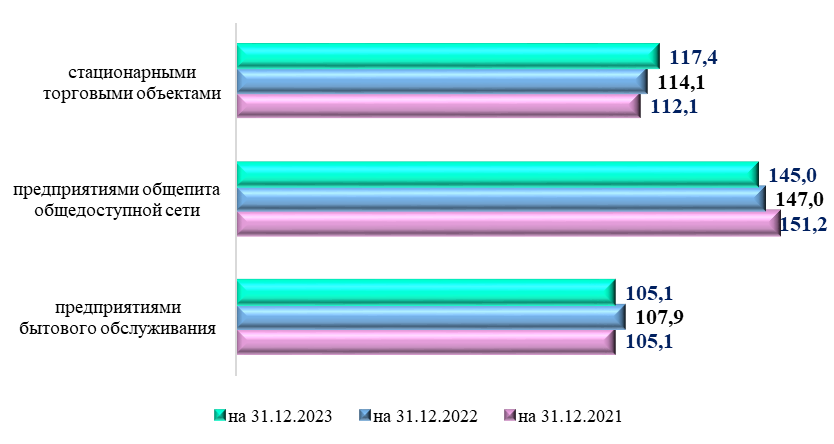 стационарными
торговыми объектами
117,4
114,1
112,1
предприятиями общепита
общедоступной сети
145,0
147,0
151,2
предприятиями
бытового обслуживания
105,1
107,9
105,1
на 31.12.2023 на 31.12.2022 на 31.12.2021